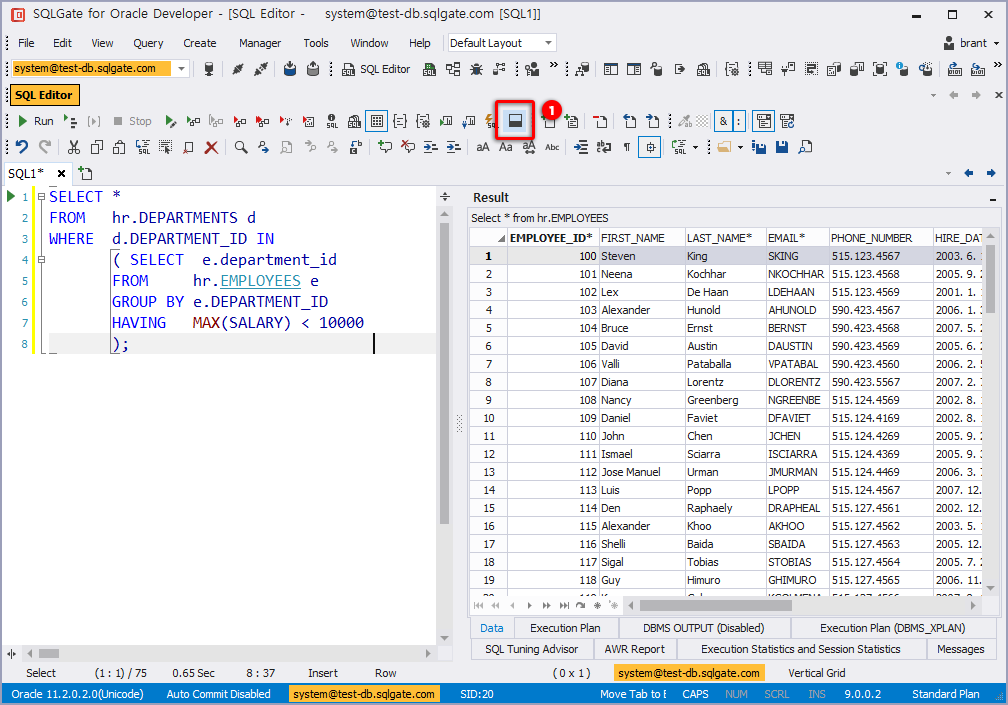 SQLGate for Oracle Developer - [SQL Editor - system@test-db.sqlgate.com [SQL1]]
File Edit View Query Create Manager Tools Window Help Default Layout brant
system@test-db.sqlgate.com SQL Editor
SQL Editor
Run Stop 1
SQL1*
1 SELECT *
2 FROM hr.DEPARTMENTS d
3 WHERE d.DEPARTMENT_ID IN
4 ( SELECT e.department_id
5 FROM hr.EMPLOYEES e
6 GROUP BY e.DEPARTMENT_ID
7 HAVING MAX(SALARY) < 10000
8 );
Result
Select * from hr.EMPLOYEES
EMPLOYEE_ID* FIRST_NAME LAST_NAME* EMAIL* PHONE_NUMBER HIRE_DAT
1 100 Steven King SKING 515.123.4567 2003. 6. 
2 101 Neena Kochhar NKOCHHAR 515.123.4568 2005. 9. 2
3 102 Lex De Haan LDEHAAN 515.123.4569 2001. 1. 
4 103 Alexander Hunold AHUNOLD 590.423.4567 2006. 1. 3
5 104 Bruce Ernst BERNST 590.423.4568 2007. 5. 2
6 105 David Austin DAUSTIN 590.423.4569 2005. 6. 2
7 106 Valli Pataballa VPATABAL 590.423.4560 2006. 2. 
8 107 Diana Lorentz DLORENTZ 590.423.5567 2007. 2. 
9 108 Nancy Greenberg NGREENBE 515.124.4569 2002. 8. 
10 109 Daniel Faviet DFAVIET 515.124.4169 2002. 8. 
11 110 John Chen JCHEN 515.124.4269 2005. 9. 2
12 111 Ismael Sciarra ISCIARRA 515.124.4369 2005. 9. 3
13 112 Jose Manuel Urman JMURMAN 515.124.4469 2006. 3. 
14 113 Luis Popp LPOPP 515.124.4567 2007. 12.
15 114 Den Raphaely DRAPHEAL 515.127.4561 2002. 12.
16 115 Alexander Khoo AKHOO 515.127.4562 2003. 5. 
17 116 Shelli Baida SBAIDA 515.127.4563 2005. 12.
18 117 Sigal Tobias STOBIAS 515.127.4564 2005. 7. 2
19 118 Guy Himuro GHIMURO 515.127.4565 2006. 11.
Data Execution Plan DBMS OUTPUT (Disabled) Execution Plan (DBMS_XPLAN)
SQL Tuning Advisor AWR Report Execution Statistics and Session Statistics Messages
Select (1 : 1) / 75 0.65 Sec 8 : 37 Insert Row ( 0 x 1 ) system@test-db.sqlgate.com Vertical Grid
Oracle 11.2.0.2.0(Unicode) Auto Commit Disabled system@test-db.sqlgate.com SID:20 Move Tab to E CAPS NUM SCRL INS 9.0.0.2 Standard Plan